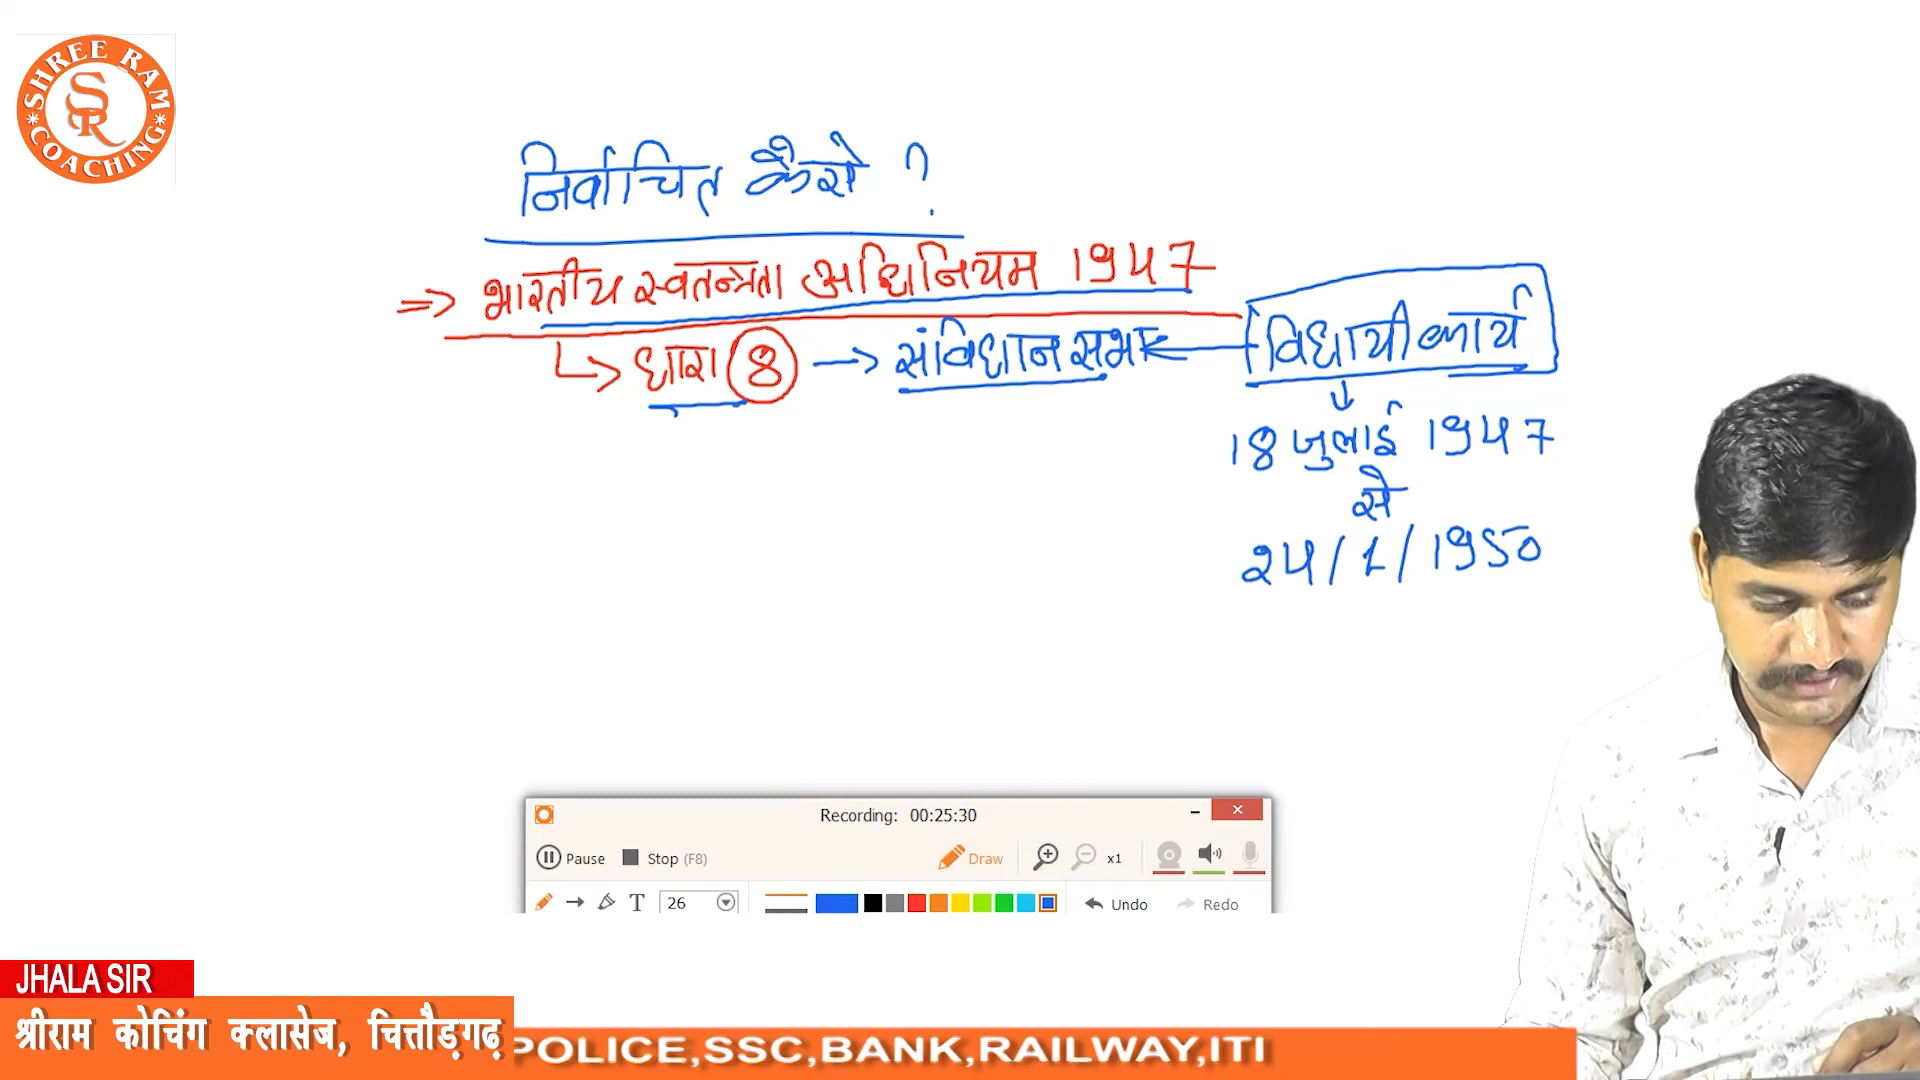 SHREE RAM
SR
COACHING
निर्वाचित कैसे ?
=> भारतीय स्वतन्त्रता अधिनियम 1947
↳ धारा 8 → संविधान सभा ← विधायी कार्य
↓
18 जुलाई 1947
से
24/1/1950
Recording: 00:25:30
Pause Stop (F8) Draw x1
T 26 Undo Redo
JHALA SIR
श्रीराम कोचिंग क्लासेज, चित्तौड़गढ़
POLICE,SSC,BANK,RAILWAY,ITI